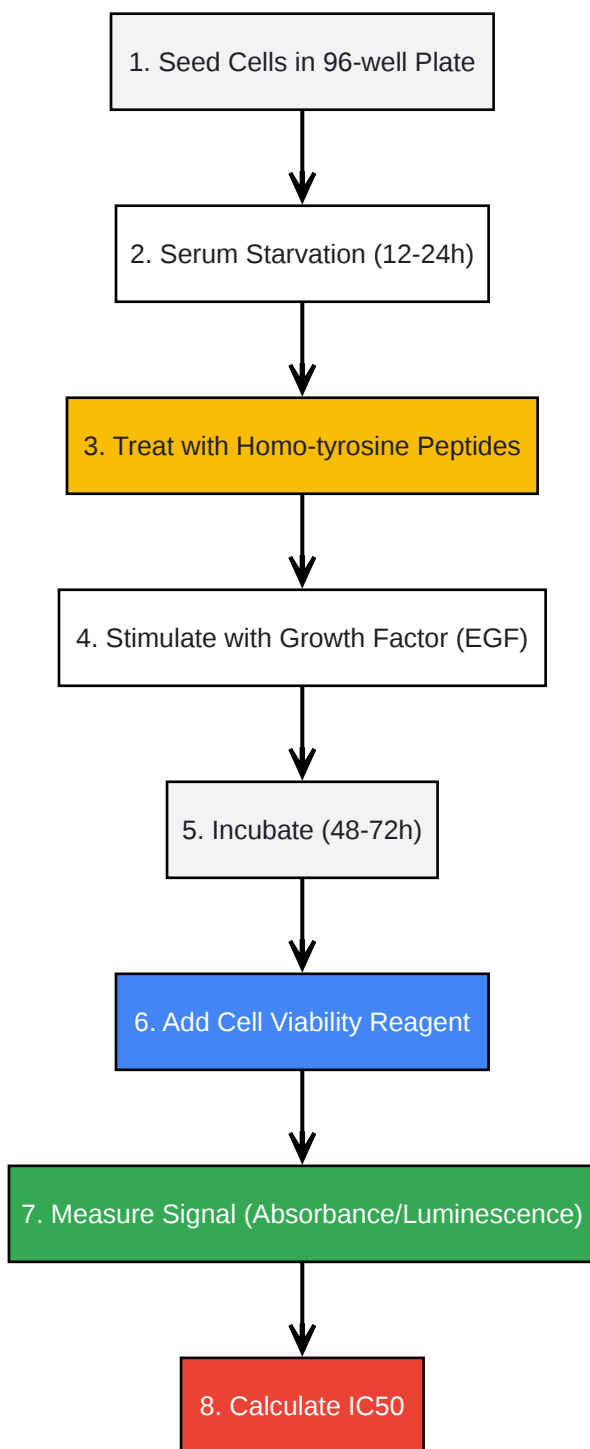 1. Seed Cells in 96-well Plate
2. Serum Starvation (12-24h)
3. Treat with Homo-tyrosine Peptides
4. Stimulate with Growth Factor (EGF)
5. Incubate (48-72h)
6. Add Cell Viability Reagent
7. Measure Signal (Absorbance/Luminescence)
8. Calculate IC50